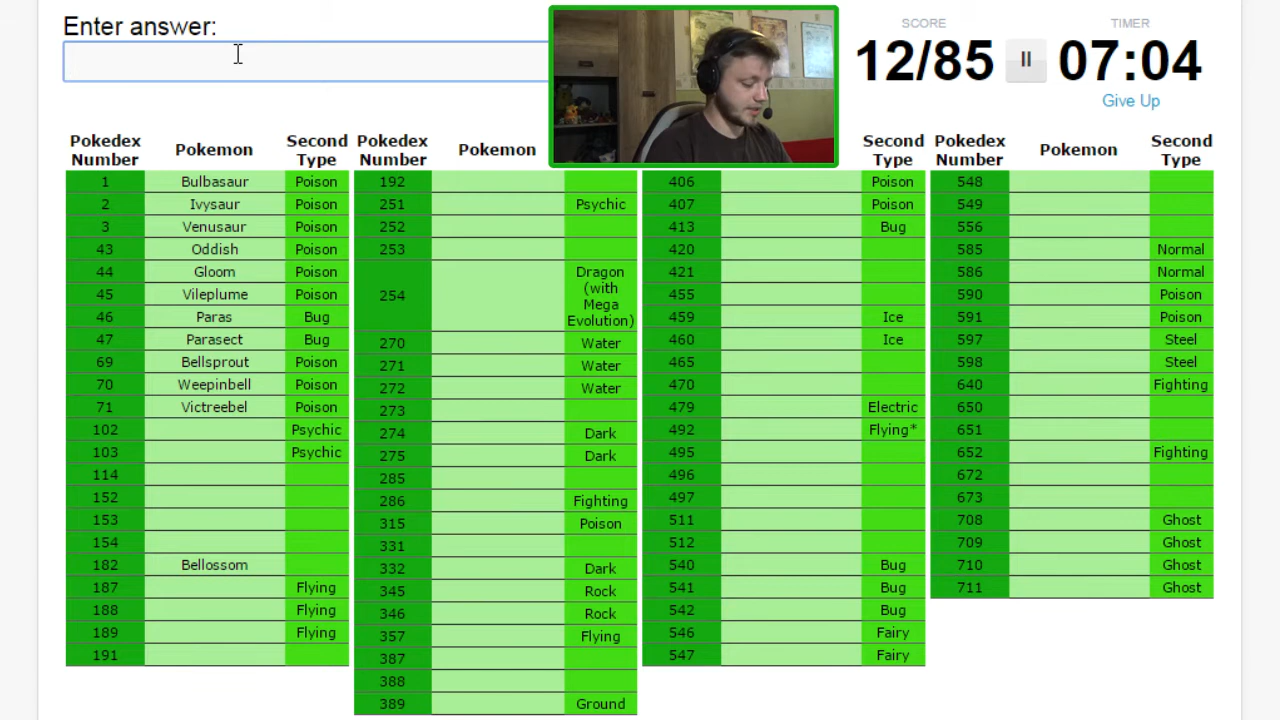 Enter answer:
SCORE
12/85
TIMER
07:04
Give Up
Pokedex Number Pokemon Second Type
1 Bulbasaur Poison
2 Ivysaur Poison
3 Venusaur Poison
43 Oddish Poison
44 Gloom Poison
45 Vileplume Poison
46 Paras Bug
47 Parasect Bug
69 Bellsprout Poison
70 Weepinbell Poison
71 Victreebel Poison
102 Psychic
103 Psychic
114
152
153
154
182 Bellossom
187 Flying
188 Flying
189 Flying
191
Pokedex Number Pokemon
192
251 Psychic
252
253
254 Dragon (with Mega Evolution)
270 Water
271 Water
272 Water
273
274 Dark
275 Dark
285
286 Fighting
315 Poison
331
332 Dark
345 Rock
346 Rock
357 Flying
387
388
389 Ground
Second Type
406 Poison
407 Poison
413 Bug
420
421
455
459 Ice
460 Ice
465
470
479 Electric
492 Flying*
495
496
497
511
512
540 Bug
541 Bug
542 Bug
546 Fairy
547 Fairy
Pokedex Number Pokemon Second Type
548
549
556
585 Normal
586 Normal
590 Poison
591 Poison
597 Steel
598 Steel
640 Fighting
650
651
652 Fighting
672
673
708 Ghost
709 Ghost
710 Ghost
711 Ghost